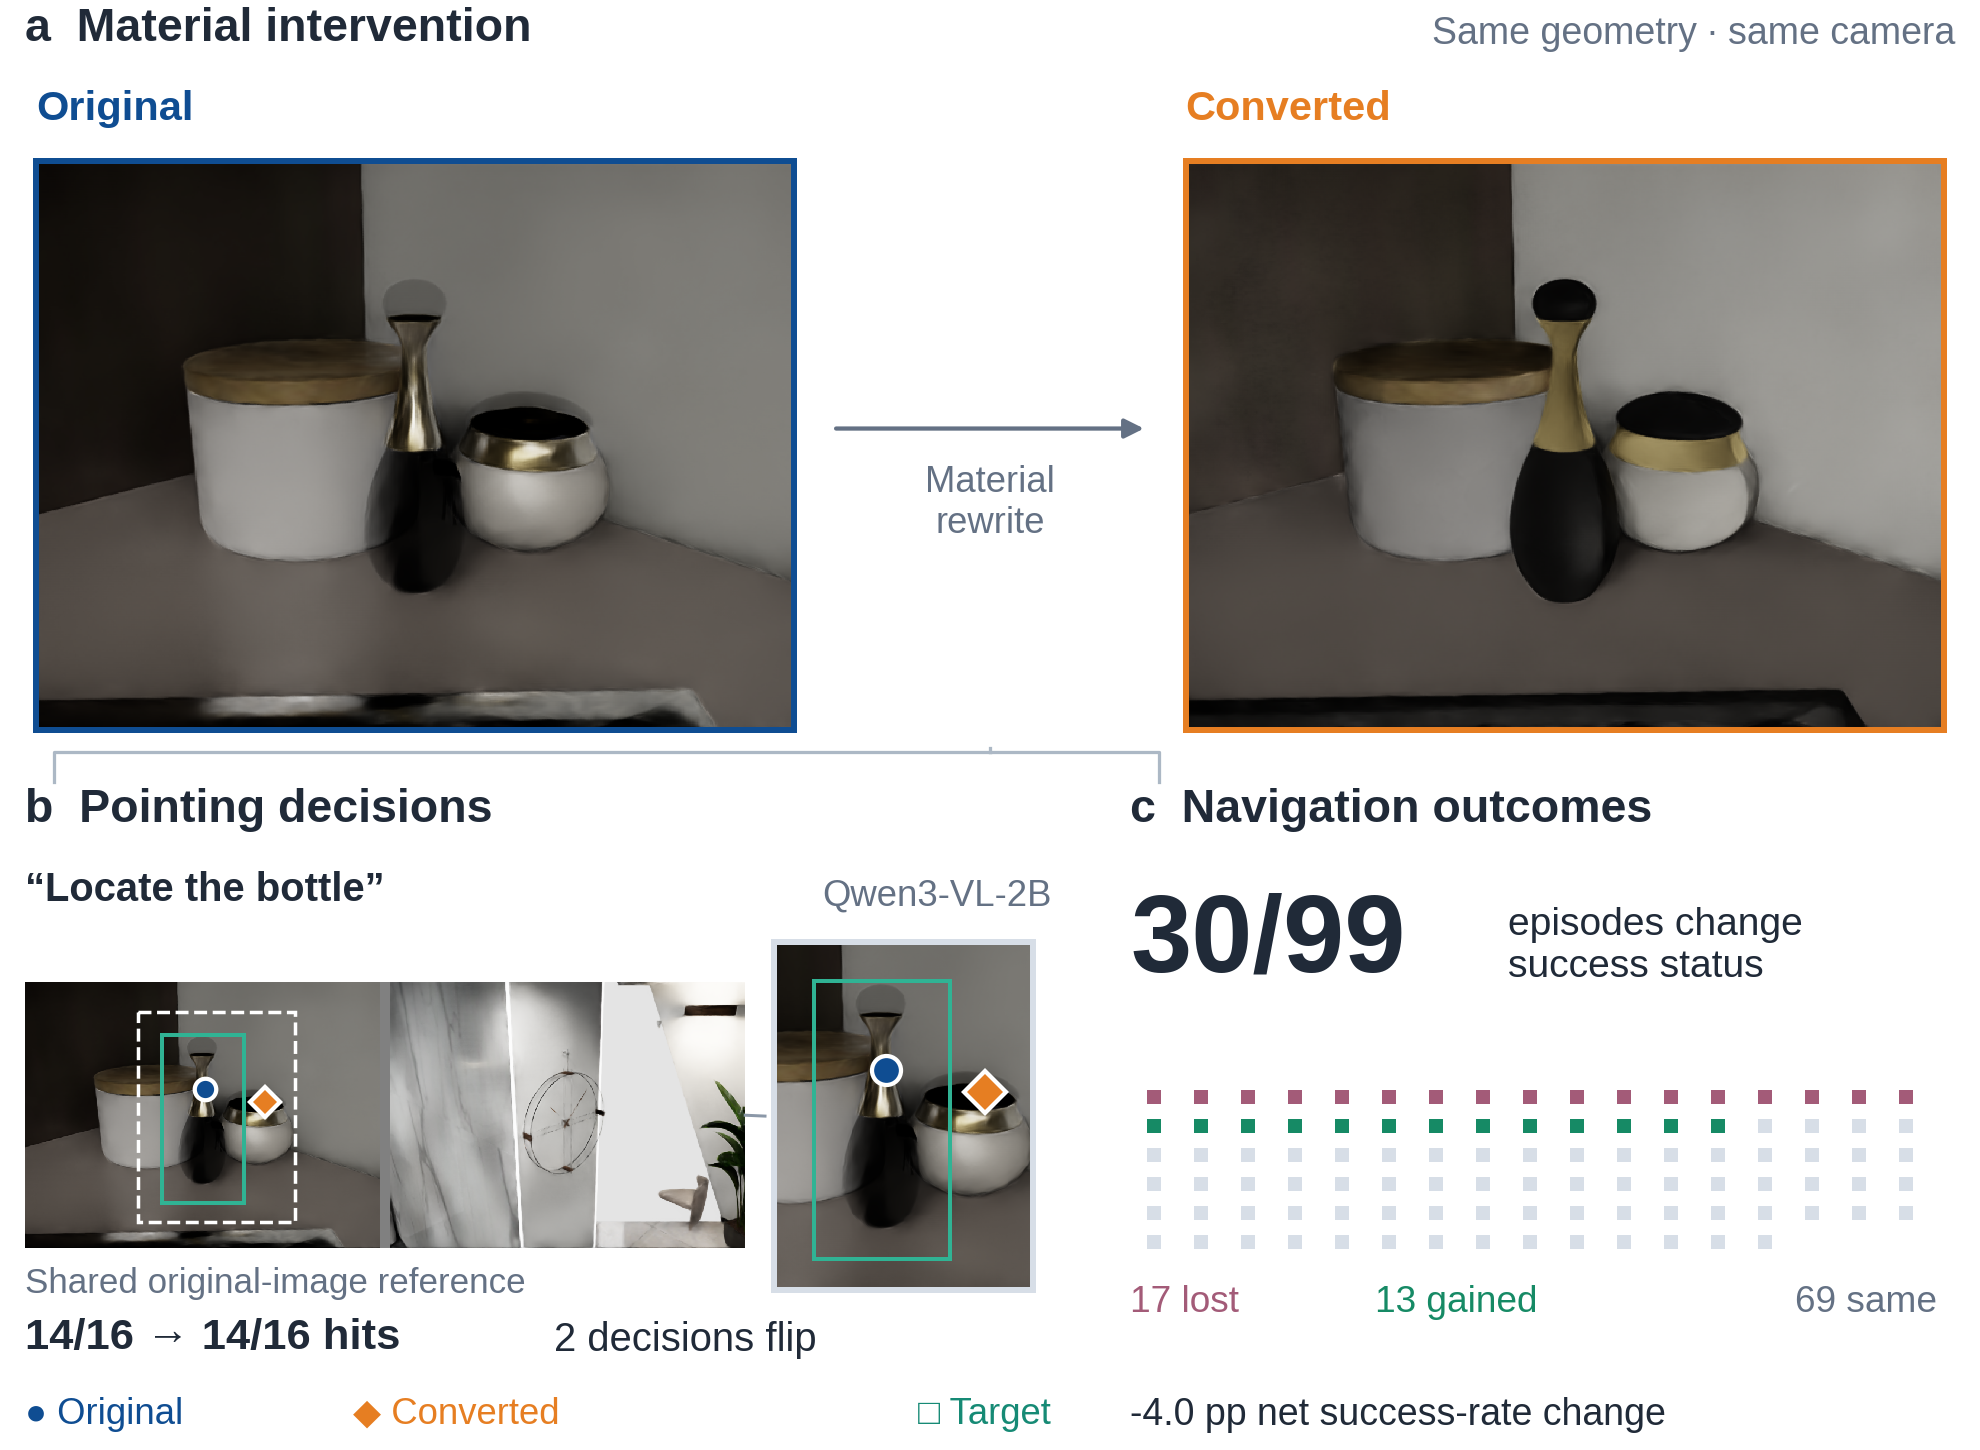 a Material intervention
Same geometry · same camera
Original
Converted
Material
rewrite
b Pointing decisions
“Locate the bottle”
Qwen3-VL-2B
Shared original-image reference
14/16 → 14/16 hits
2 decisions flip
● Original
◆ Converted
□ Target
c Navigation outcomes
30/99
episodes change
success status
17 lost
13 gained
69 same
-4.0 pp net success-rate change